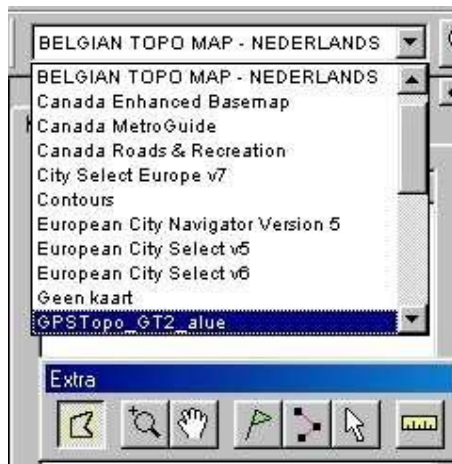 BELGIAN TOPO MAP - NEDERLANDS
BELGIAN TOPO MAP - NEDERLANDS
Canada Enhanced Basemap
Canada MetroGuide
Canada Roads & Recreation
City Select Europe v7
Contours
European City Navigator Version 5
European City Select v5
European City Select v6
Geen kaart
GPSTopo_GT2_alue
Extra